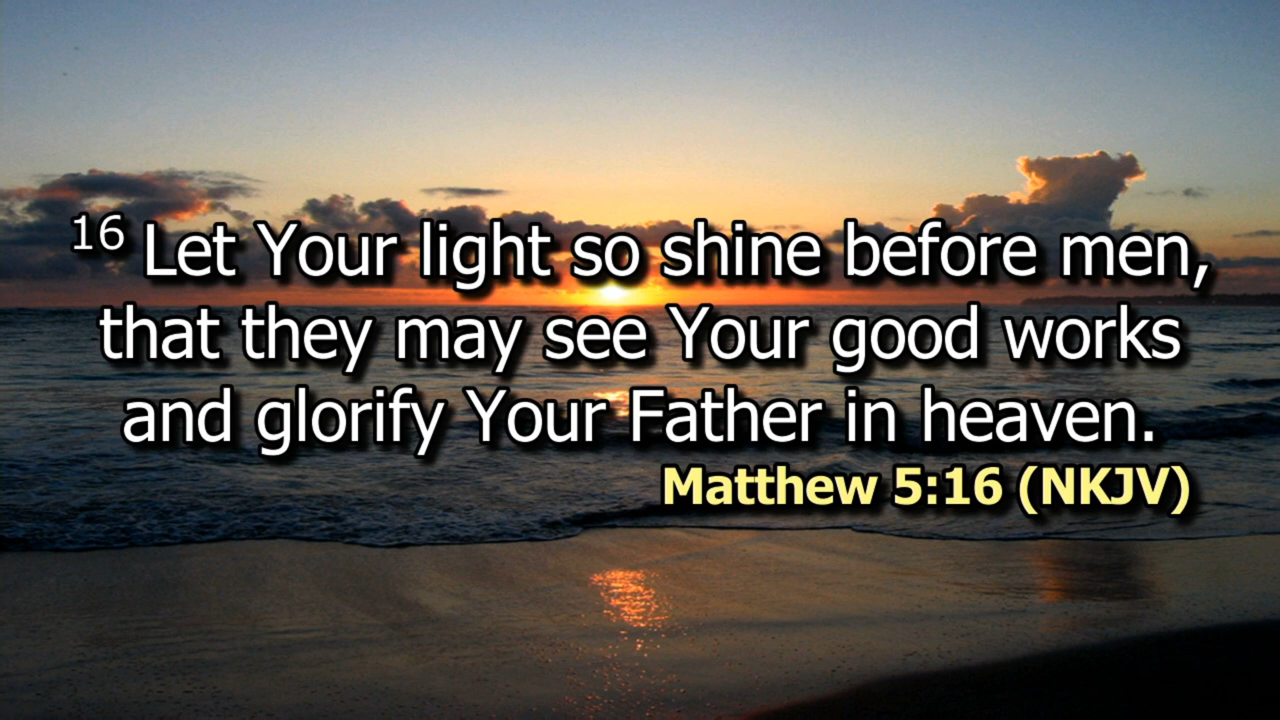 16 Let Your light so shine before men,
that they may see Your good works
and glorify Your Father in heaven.
Matthew 5:16 (NKJV)